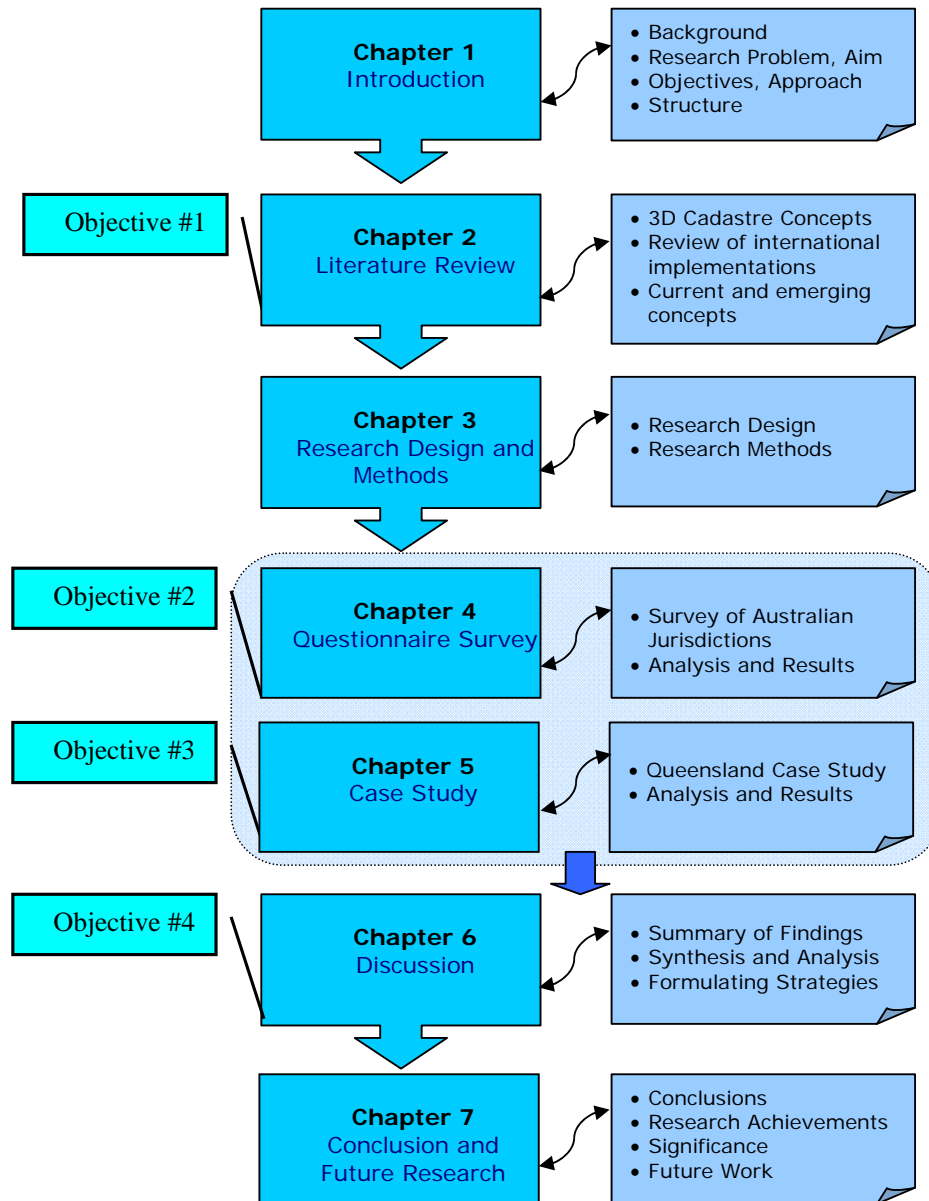 Chapter 1
Introduction
• Background
• Research Problem, Aim
• Objectives, Approach
• Structure
Objective #1
Chapter 2
Literature Review
• 3D Cadastre Concepts
• Review of international
implementations
• Current and emerging
concepts
Chapter 3
Research Design and
Methods
• Research Design
• Research Methods
Objective #2
Chapter 4
Questionnaire Survey
• Survey of Australian
Jurisdictions
• Analysis and Results
Objective #3
Chapter 5
Case Study
• Queensland Case Study
• Analysis and Results
Objective #4
Chapter 6
Discussion
• Summary of Findings
• Synthesis and Analysis
• Formulating Strategies
Chapter 7
Conclusion and
Future Research
• Conclusions
• Research Achievements
• Significance
• Future Work